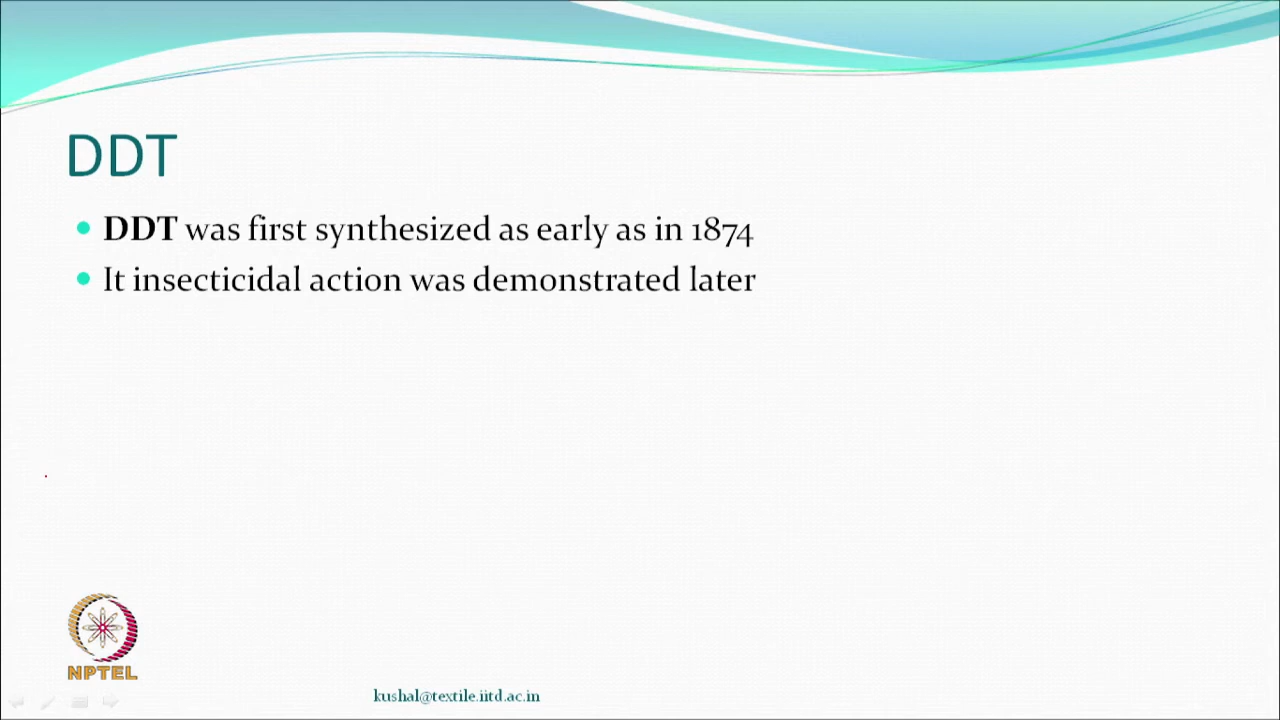 DDT
DDT was first synthesized as early as in 1874
It insecticidal action was demonstrated later
NPTEL
kushal@textile.iitd.ac.in